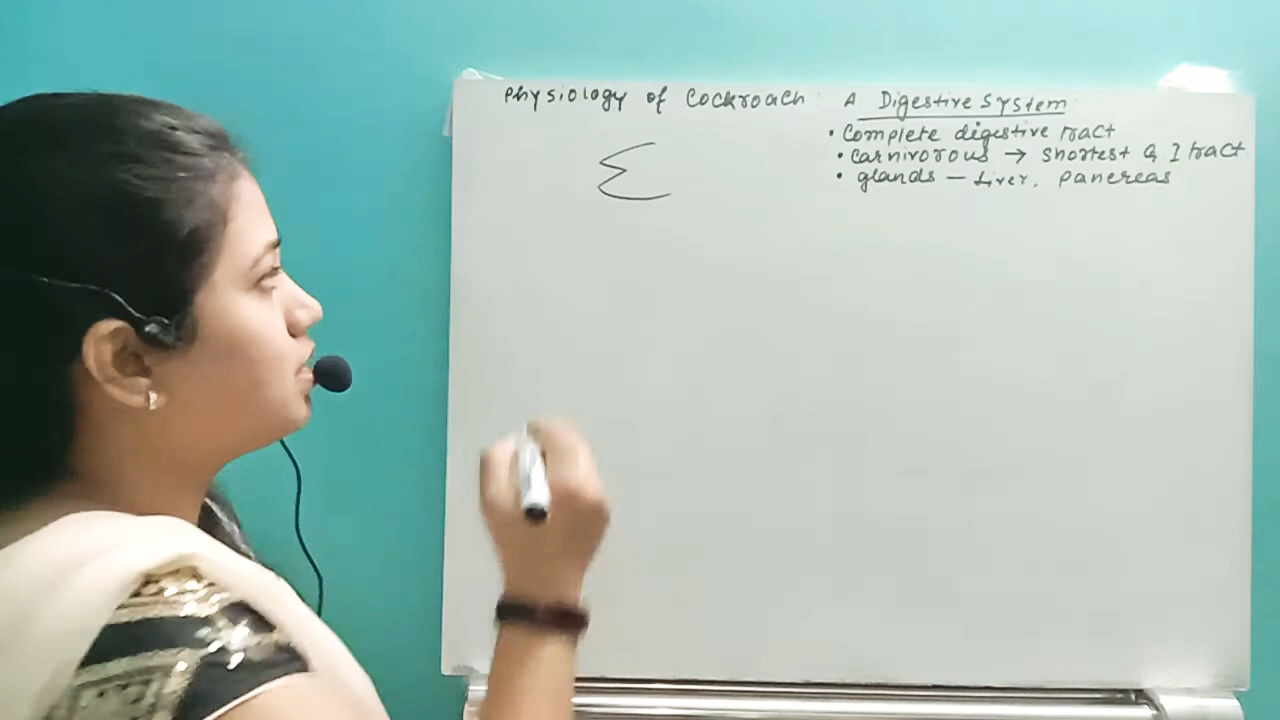 Physiology of Cockroach : A Digestive System
• Complete digestive tract
• Carnivorous → shortest G I tract
• glands — Liver, Pancreas